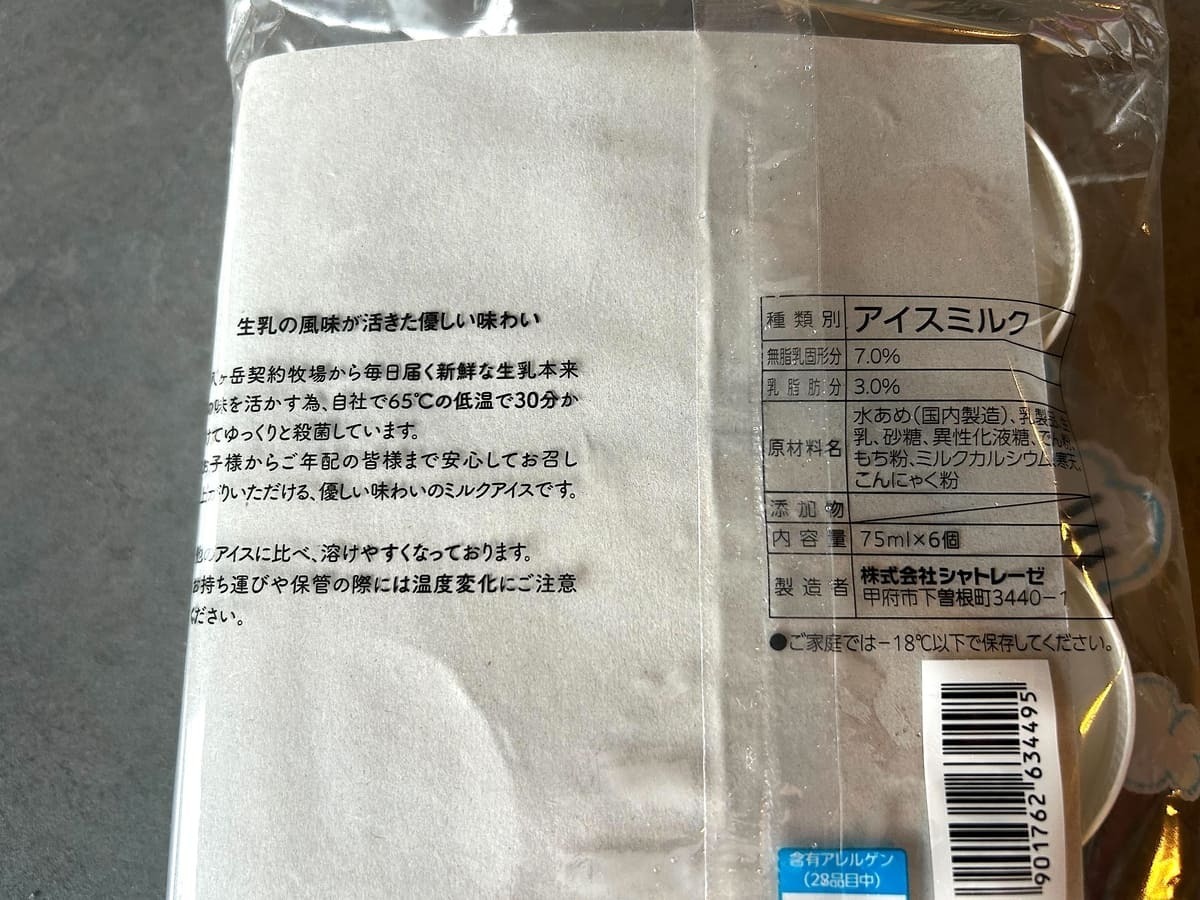 生乳の風味が活きた優しい味わい
ヶ岳契約牧場から毎日届く新鮮な生乳本来
味を活かす為、自社で65℃の低温で30分か
けてゆっくりと殺菌しています。
お子様からご年配の皆様まで安心してお召し
上がりいただける、優しい味わいのミルクアイスです。
他のアイスに比べ、溶けやすくなっております。
お持ち運びや保管の際には温度変化にご注意
ください。
種類別 アイスミルク
無脂乳固形分 7.0%
乳脂肪分 3.0%
原材料名 水あめ(国内製造)、乳製品、生
乳、砂糖、異性化液糖、でん粉、
もち粉、ミルクカルシウム、寒天、
こんにゃく粉
添加物
内容量 75ml×6個
製造者 株式会社シャトレーゼ
甲府市下曽根町3440-1
●ご家庭では-18℃以下で保存してください。
901762 634495
含有アレルゲン
(28品目中)